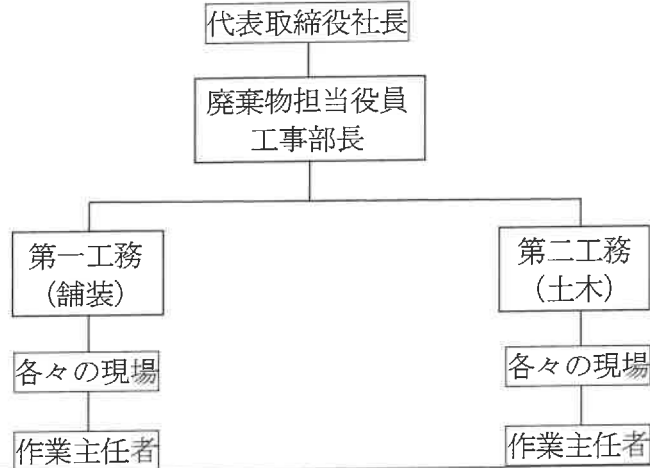 代表取締役社長
廃棄物担当役員
工事部長
第一工務
(舗装)
第二工務
(土木)
各々の現場
各々の現場
作業主任者
作業主任者